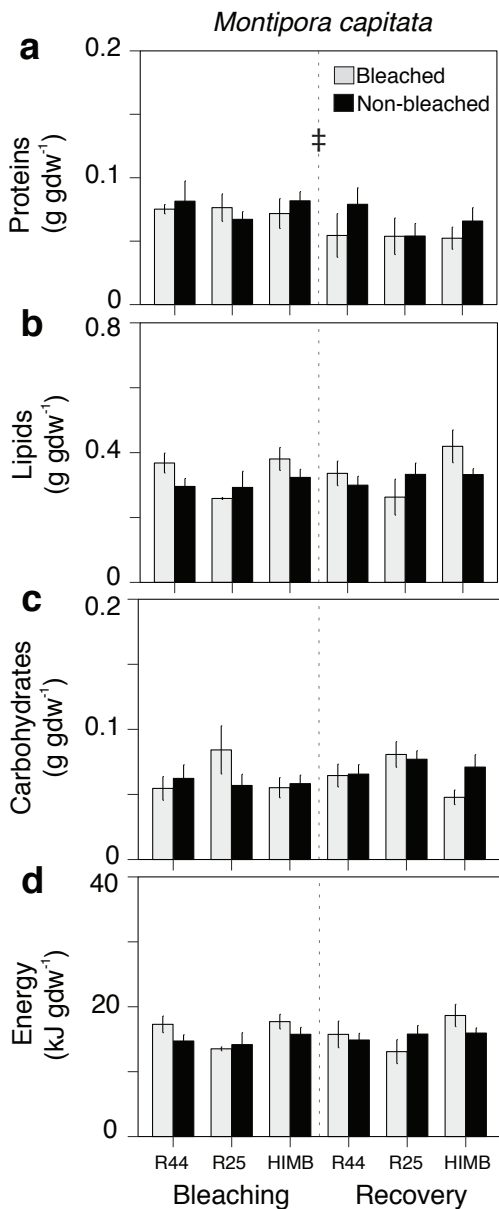 Montipora capitata
a
0.2
Bleached
Non-bleached
‡
0.1
Proteins
(g gdw-1)
0
b
0.8
0.4
Lipids
(g gdw-1)
0
c
0.2
0.1
Carbohydrates
(g gdw-1)
0
d
40
20
Energy
(kJ gdw-1)
0
R44 R25 HIMB R44 R25 HIMB
Bleaching Recovery